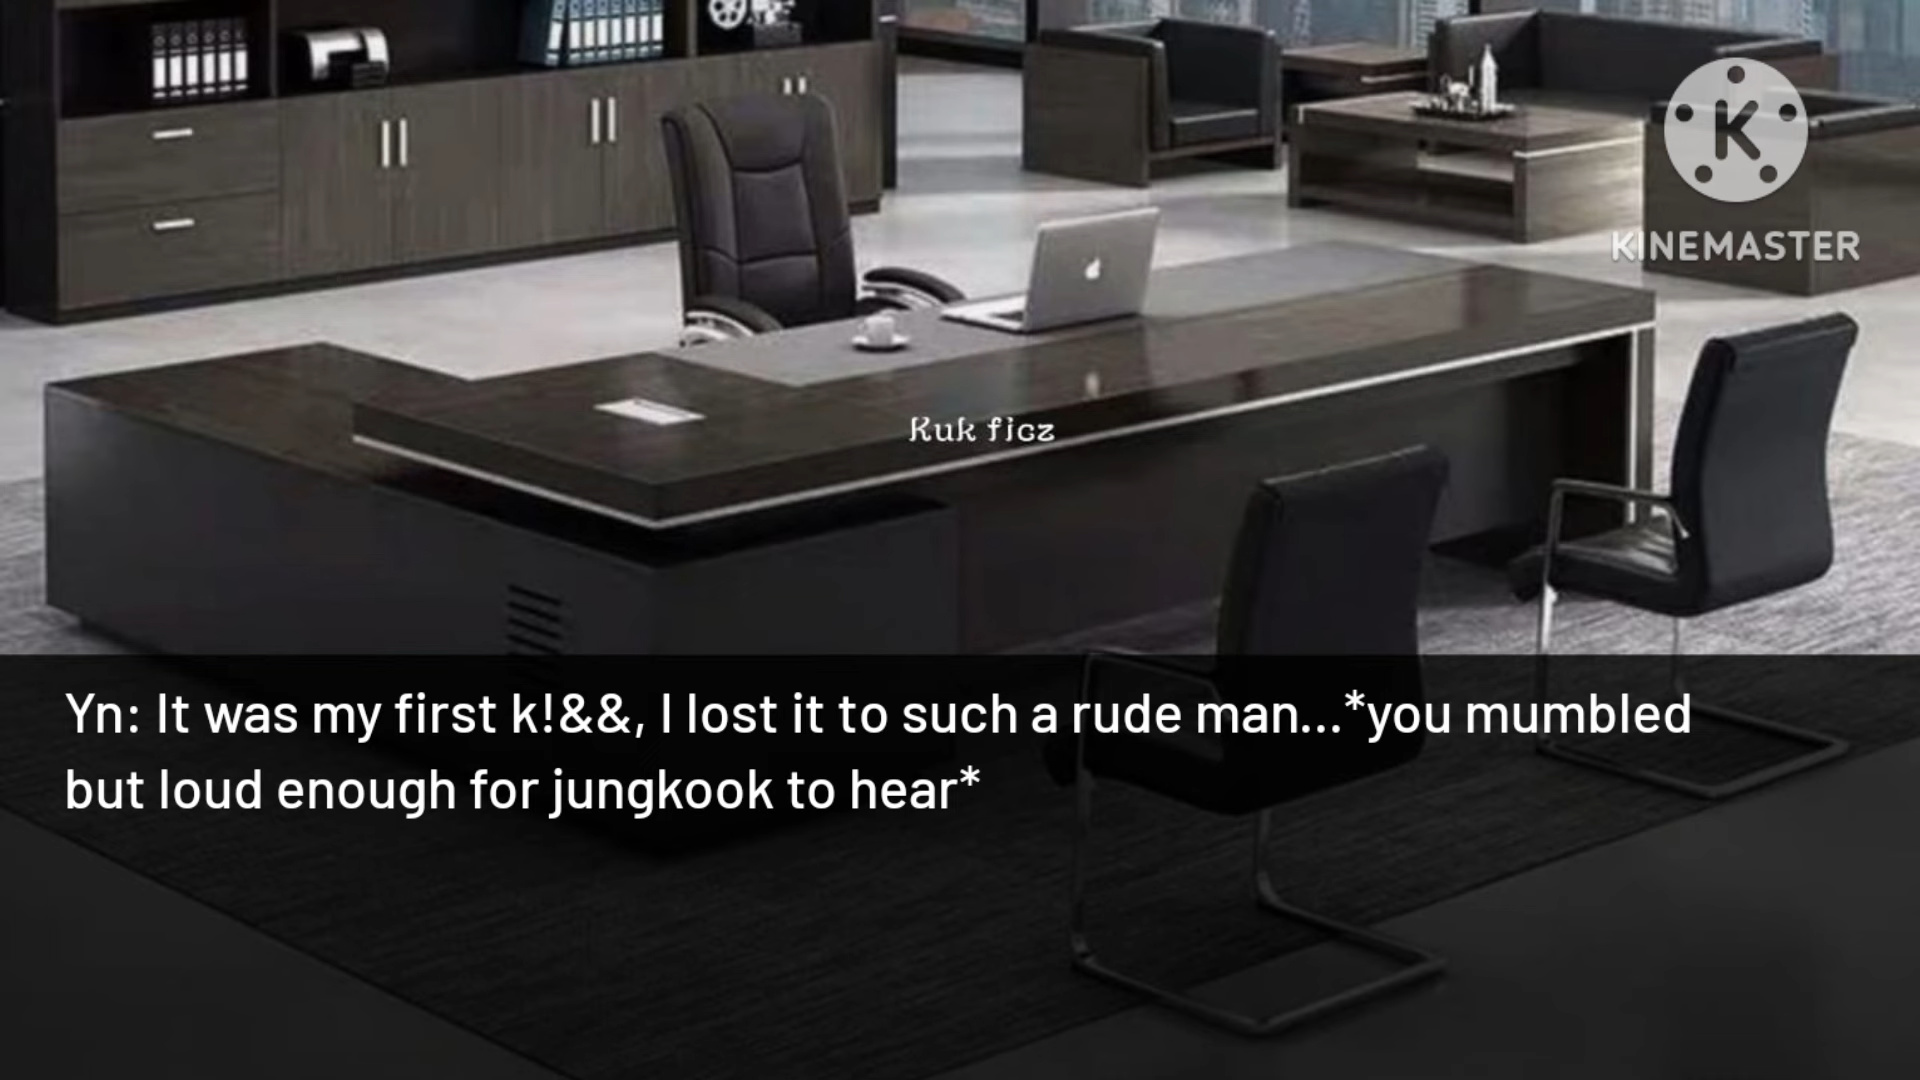 KINEMASTER
Kuk ficz
Yn: It was my first k!&&, I lost it to such a rude man...*you mumbled
but loud enough for jungkook to hear*